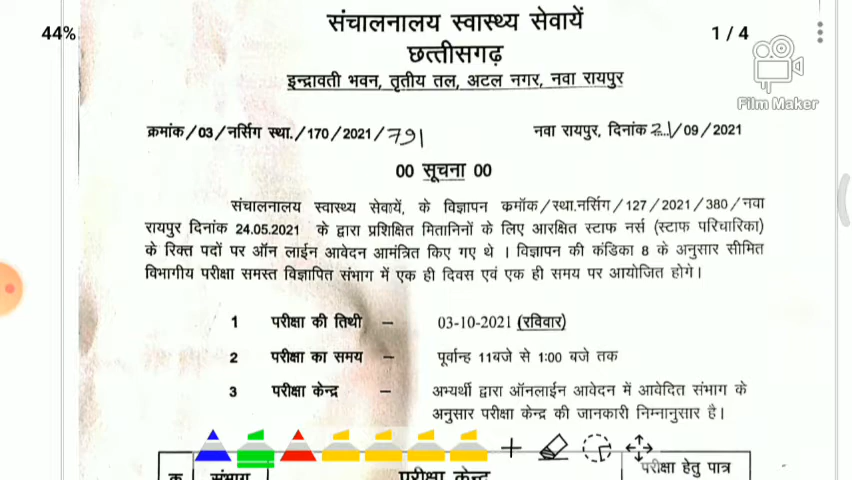 संचालनालय स्वास्थ्य सेवायें
44%
1 / 4
छत्तीसगढ़
इन्द्रावती भवन, तृतीय तल, अटल नगर, नवा रायपुर
Film Maker
क्रमांक/03/नर्सिग स्था./170/2021/791
नवा रायपुर, दिनांक 21/09/2021
00 सूचना 00
संचालनालय स्वास्थ्य सेवायें, के विज्ञापन कमॉक/स्था.नर्सिग/127/2021/380/नवा
रायपुर दिनांक 24.05.2021 के द्वारा प्रशिक्षित मितानिनों के लिए आरक्षित स्टाफ नर्स (स्टाफ परिचारिका)
के रिक्त पदों पर ऑन लाईन आवेदन आमंत्रित किए गए थे । विज्ञापन की कंडिका 8 के अनुसार सीमित
विभागीय परीक्षा समस्त विज्ञापित संभाग में एक ही दिवस एवं एक ही समय पर आयोजित होगे।
1 परीक्षा की तिथी – 03-10-2021 (रविवार)
2 परीक्षा का समय – पूर्वान्ह 11बजे से 1:00 बजे तक
3 परीक्षा केन्द्र – अभ्यर्थी द्वारा ऑनलाईन आवेदन में आवेदित संभाग के
अनुसार परीक्षा केन्द्र की जानकारी निम्नानुसार है।
संभाग परीक्षा केन्द्र परीक्षा हेतु पात्र